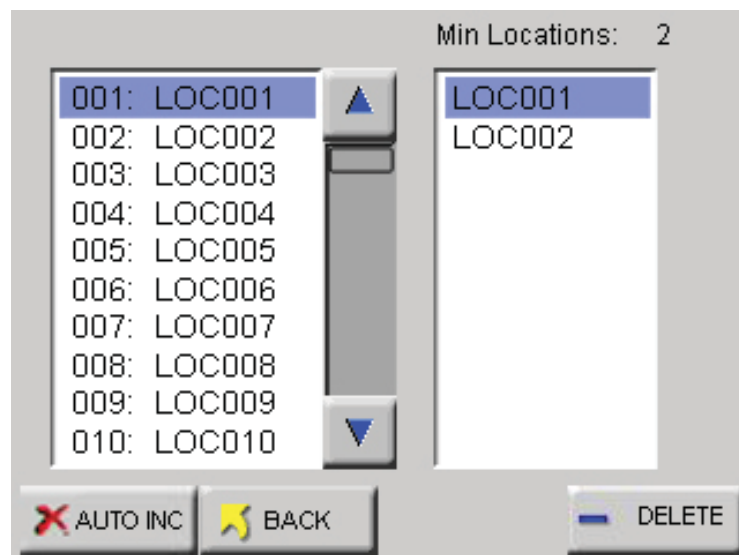 Min Locations: 2
001: LOC001
002: LOC002
003: LOC003
004: LOC004
005: LOC005
006: LOC006
007: LOC007
008: LOC008
009: LOC009
010: LOC010
LOC001
LOC002
AUTO INC
BACK
DELETE